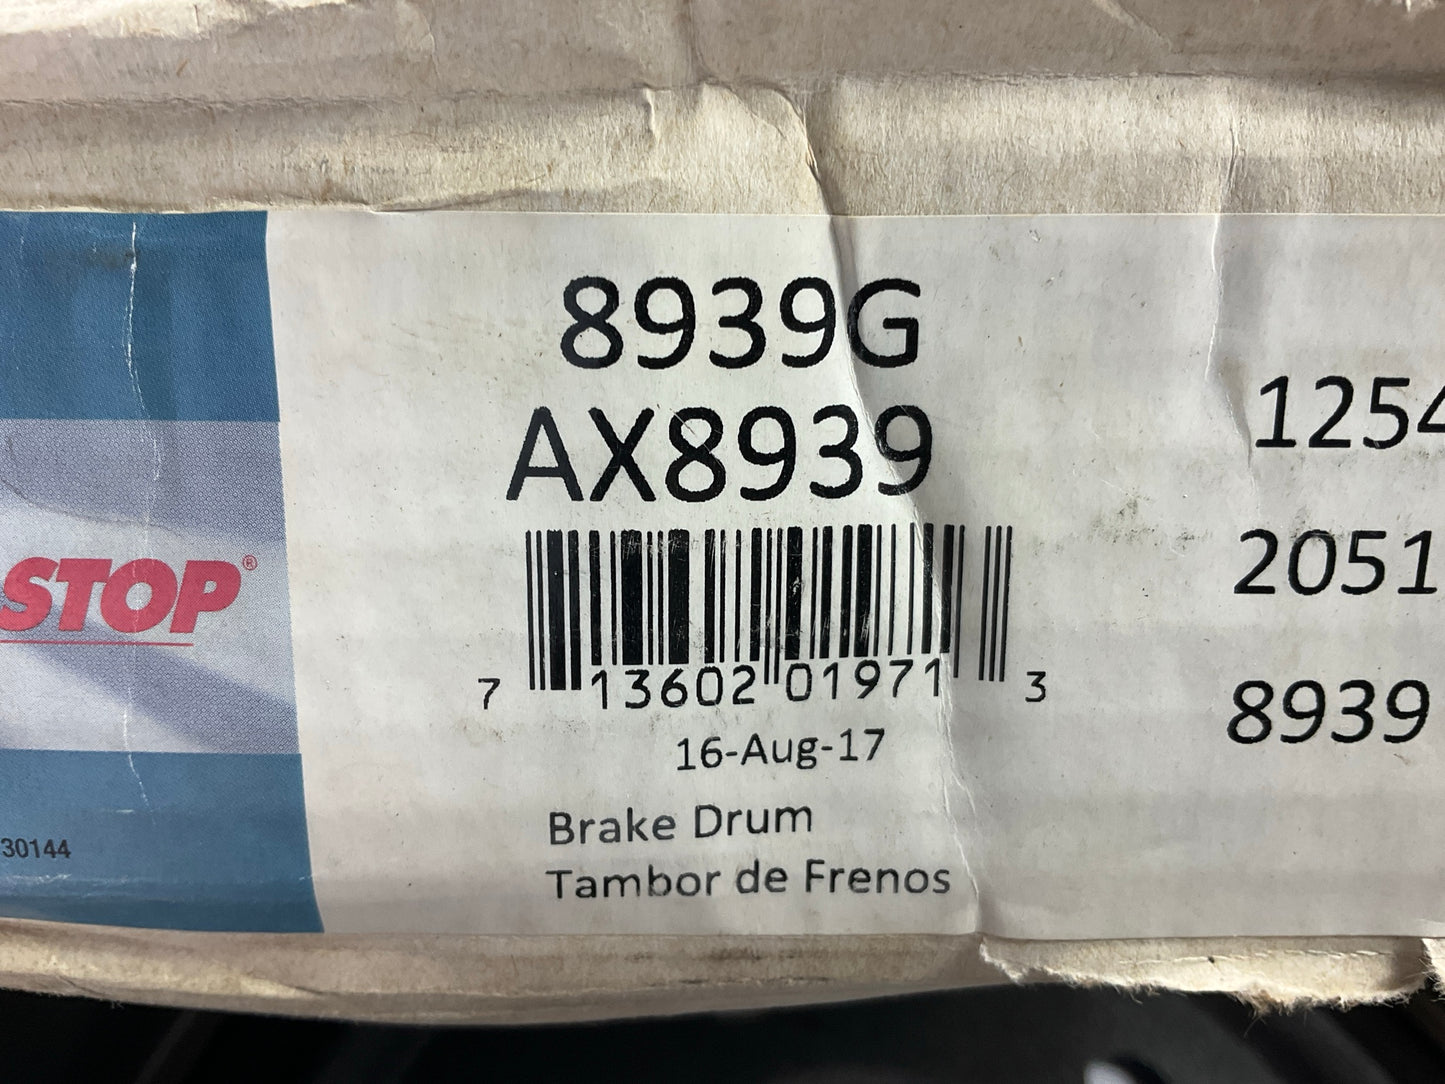 8939G
AX8939
7 13602 01971 3
16-Aug-17
Brake Drum
Tambor de Frenos
1254
2051
8939
STOP®
30144